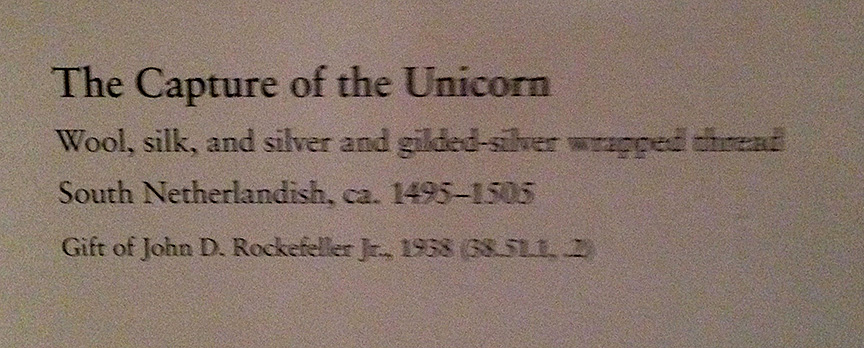 The Capture of the Unicorn
Wool, silk, and silver and gilded-silver wrapped thread
South Netherlandish, ca. 1495–1505
Gift of John D. Rockefeller Jr., 1938 (38.51.1, .2)